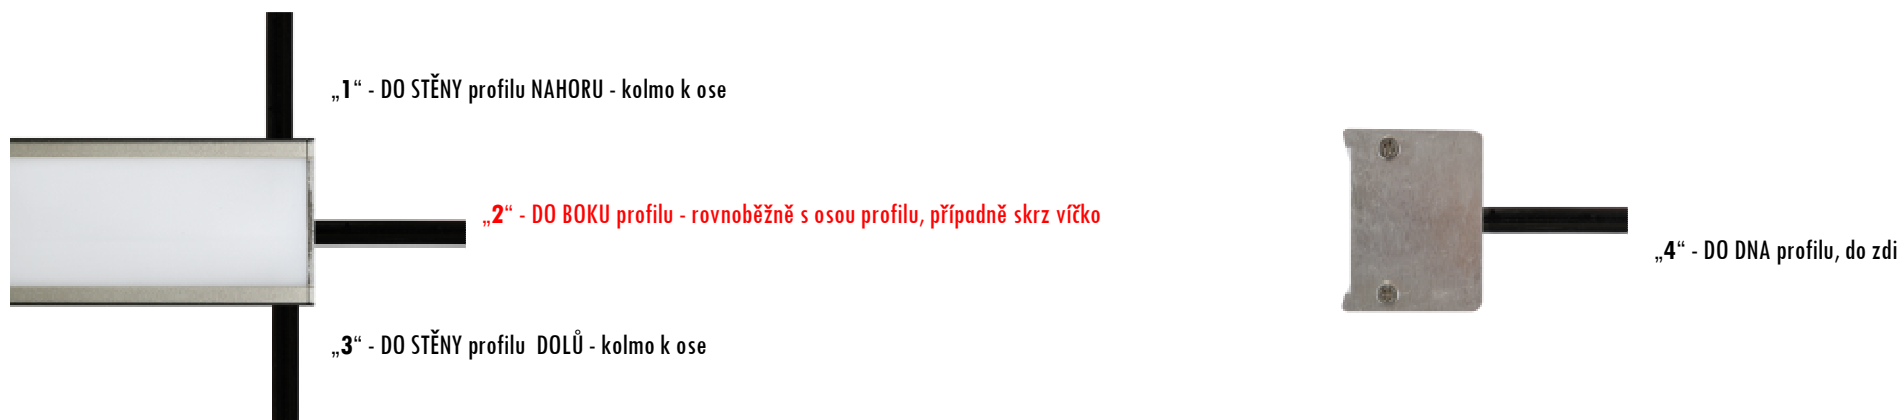 „1“ - DO STĚNY profilu NAHORU - kolmo k ose
„2“ - DO BOKU profilu - rovnoběžně s osou profilu, případně skrz víčko
„4“ - DO DNA profilu, do zdi
„3“ - DO STĚNY profilu  DOLŮ - kolmo k ose